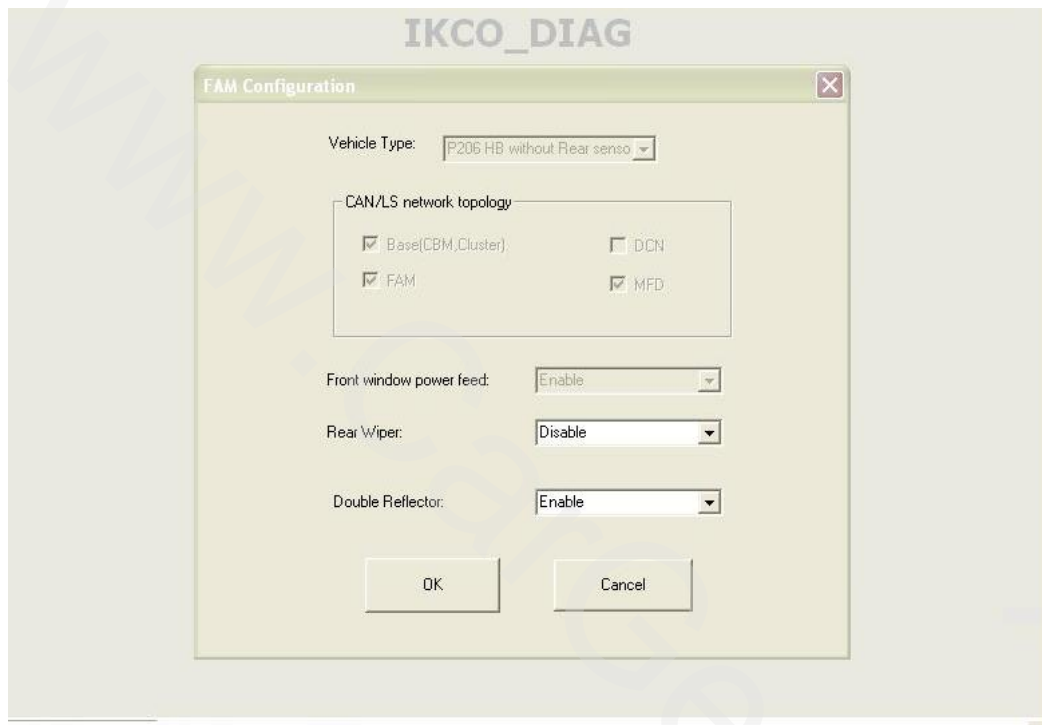 IKCO_DIAG
FAM Configuration
Vehicle Type: P206 HB without Rear senso
CAN/LS network topology
Base(CBM,Cluster) DCN
FAM MFD
Front window power feed: Enable
Rear Wiper: Disable
Double Reflector: Enable
OK Cancel